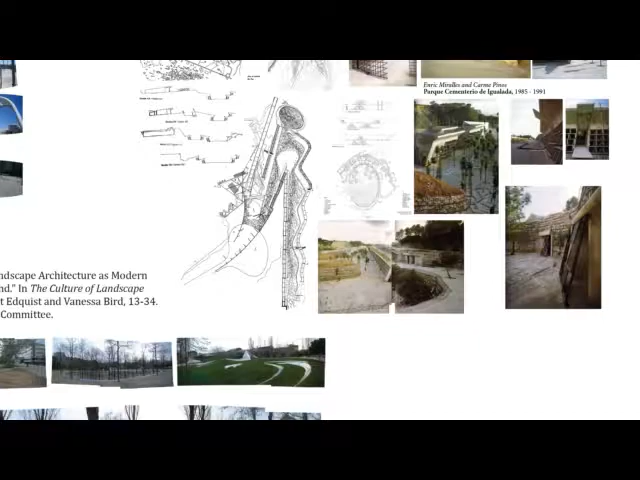 Enric Miralles and Carme Pinos
Parque Cementerio de Igualada, 1985 - 1991
ndscape Architecture as Modern
nd." In The Culture of Landscape
t Edquist and Vanessa Bird, 13-34.
Committee.